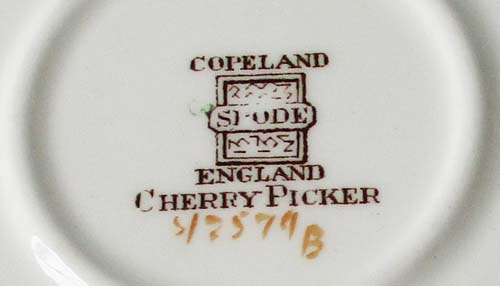 COPELAND
SPODE
ENGLAND
CHERRY PICKER
S/2579
B